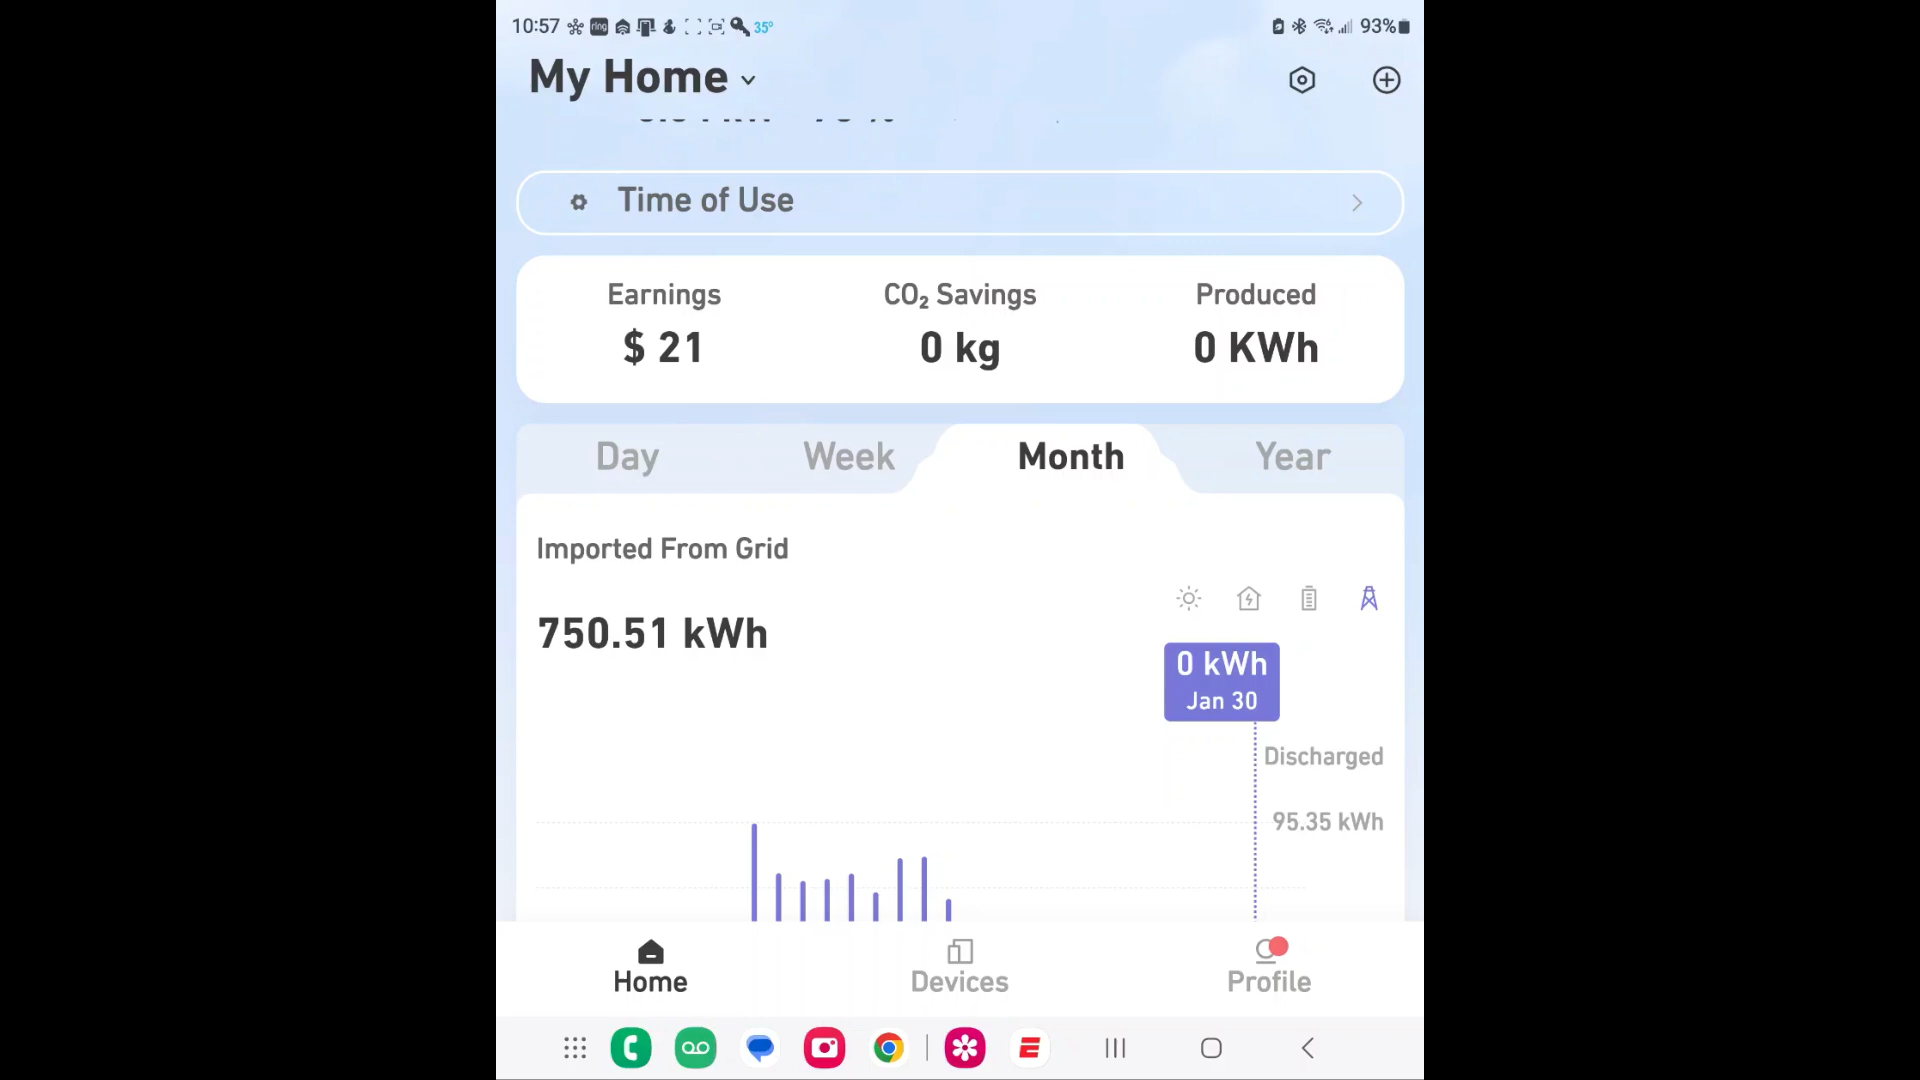 10:57 ring 35° 93%
My Home
Time of Use
Earnings CO₂ Savings Produced
$ 21 0 kg 0 KWh
Day Week Month Year
Imported From Grid
750.51 kWh
0 kWh
Jan 30
Discharged
95.35 kWh
Home Devices Profile